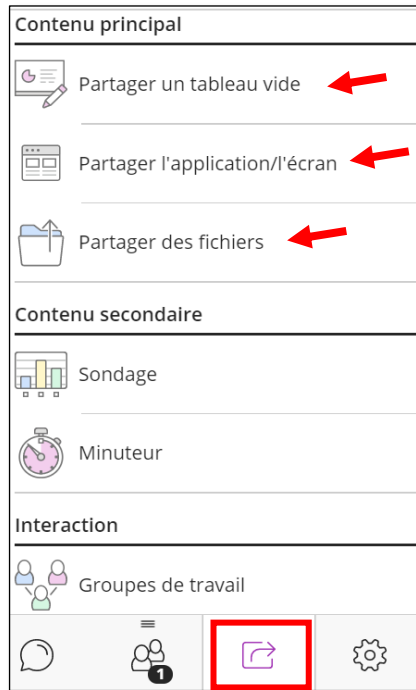 Contenu principal
Partager un tableau vide
Partager l'application/l'écran
Partager des fichiers
Contenu secondaire
Sondage
Minuteur
Interaction
Groupes de travail
1